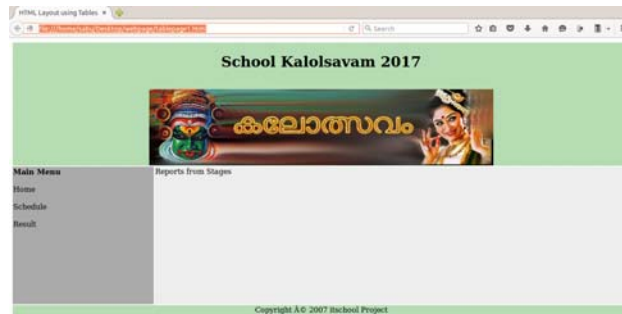 HTML Layout using Tables
Search
School Kalolsavam 2017
കലോത്സവം
Main Menu
Reports from Stages
Home
Schedule
Result
Copyright Â© 2007 itschool Project